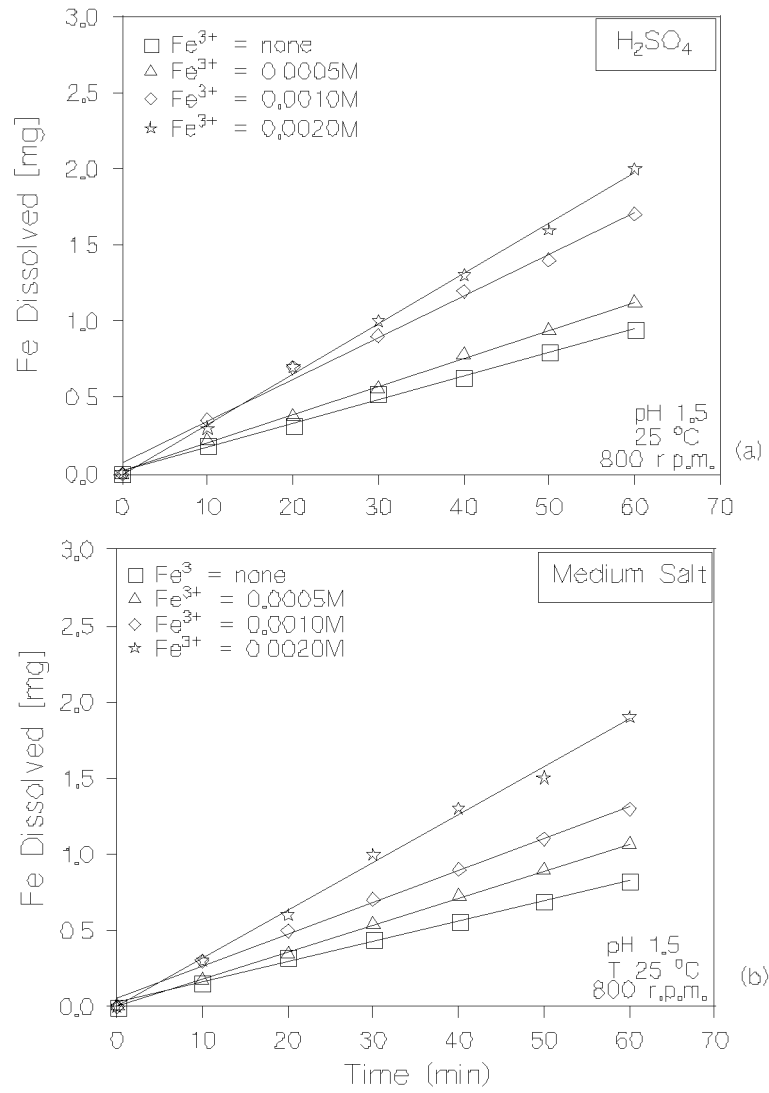 Fe Dissolved [mg]
3.0
2.5
2.0
1.5
1.0
0.5
0.0
Fe³⁺ = none
Fe³⁺ = 0.0005M
Fe³⁺ = 0.0010M
Fe³⁺ = 0.0020M
H₂SO₄
pH 1.5
25 ºC
800 r.p.m.
(a)
0 10 20 30 40 50 60 70
Fe Dissolved [mg]
3.0
2.5
2.0
1.5
1.0
0.5
0.0
Fe³ = none
Fe³⁺ = 0.0005M
Fe³⁺ = 0.0010M
Fe³⁺ = 0.0020M
Medium Salt
pH 1.5
T 25 ºC
800 r.p.m.
(b)
0 10 20 30 40 50 60 70
Time (min)